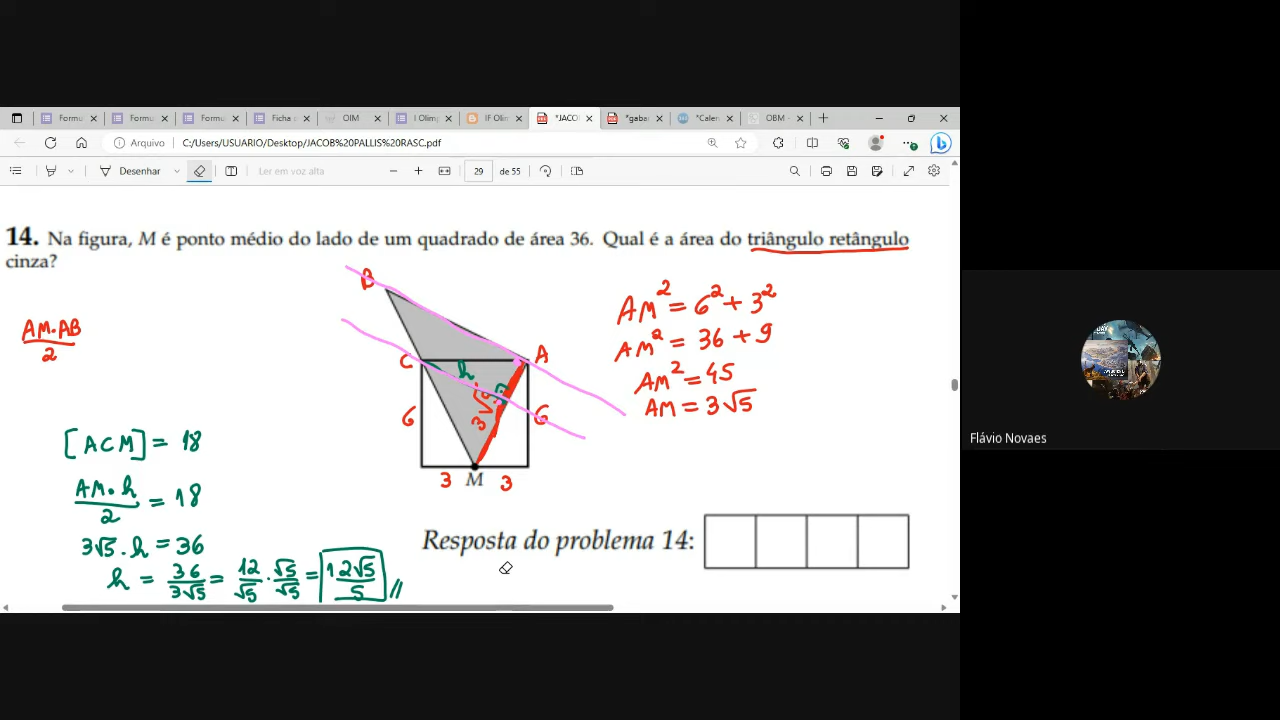 Formu
Formu
Formu
Ficha
OIM
I Olimp
IF Olim
*JACO
*gaba
*Calen
OBM -
Arquivo
C:/Users/USUARIO/Desktop/JACOB%20PALLIS%20RASC.pdf
Desenhar
Ler em voz alta
29
de 55
14. Na figura, M é ponto médio do lado de um quadrado de área 36. Qual é a área do triângulo retângulo
cinza?
B
AM² = 6² + 3²
AM·AB
2
AM² = 36 + 9
C
h
A
AM² = 45
3√5
AM = 3√5
6
6
[ACM] = 18
3 M 3
AM·h
2
= 18
3√5·h = 36
Resposta do problema 14:
h = 36/3√5 = 12/√5 · √5/√5 = 12√5/5 //
Flávio Novaes